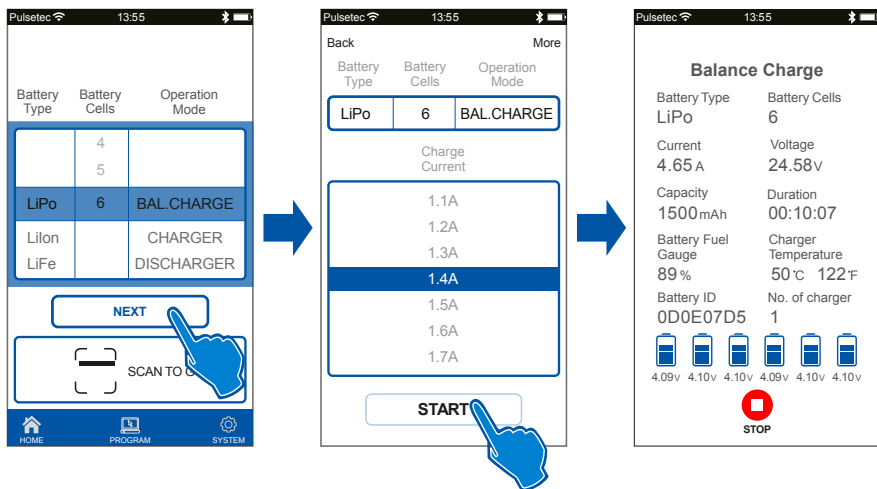 Pulsetec 13:55
Battery Type
Battery Cells
Operation Mode
4
5
LiPo 6 BAL.CHARGE
LiIon CHARGER
LiFe DISCHARGER
NEXT
SCAN TO G
HOME PROGRAM SYSTEM
Pulsetec 13:55
Back More
Battery Type
Battery Cells
Operation Mode
LiPo 6 BAL.CHARGE
Charge
Current
1.1A
1.2A
1.3A
1.4A
1.5A
1.6A
1.7A
START
Pulsetec 13:55
Balance Charge
Battery Type Battery Cells
LiPo 6
Current Voltage
4.65 A 24.58V
Capacity Duration
1500 mAh 00:10:07
Battery Fuel Gauge
Charger Temperature
89 % 50 °C 122 °F
Battery ID No. of charger
0D0E07D5 1
4.09V 4.10V 4.10V 4.09V 4.10V 4.10V
STOP